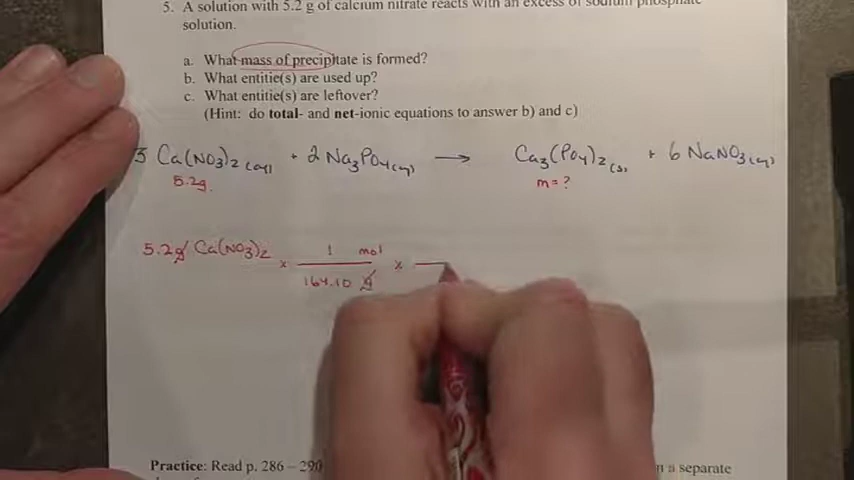 5. A solution with 5.2 g of calcium nitrate reacts with an excess of sodium phosphate
solution.
a. What mass of precipitate is formed?
b. What entitie(s) are used up?
c. What entitie(s) are leftover?
(Hint: do total- and net-ionic equations to answer b) and c)
3 Ca(NO3)2(aq) + 2 Na3PO4(aq) → Ca3(PO4)2(s) + 6 NaNO3(aq)
5.2g. m=?
5.2g Ca(NO3)2 × 1 mol ×
164.10 g
Practice: Read p. 286 – 290 n a separate